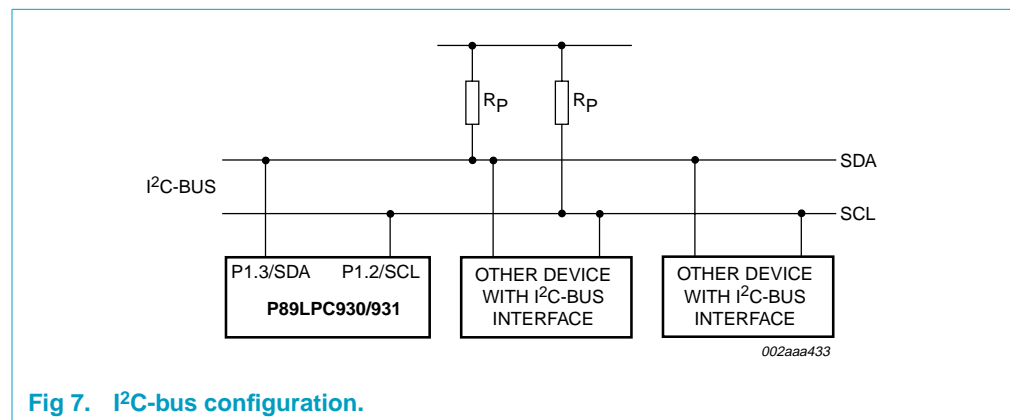 RP
RP
SDA
I2C-BUS
SCL
P1.3/SDA P1.2/SCL
P89LPC930/931
OTHER DEVICE
WITH I2C-BUS
INTERFACE
OTHER DEVICE
WITH I2C-BUS
INTERFACE
002aaa433
Fig 7. I2C-bus configuration.